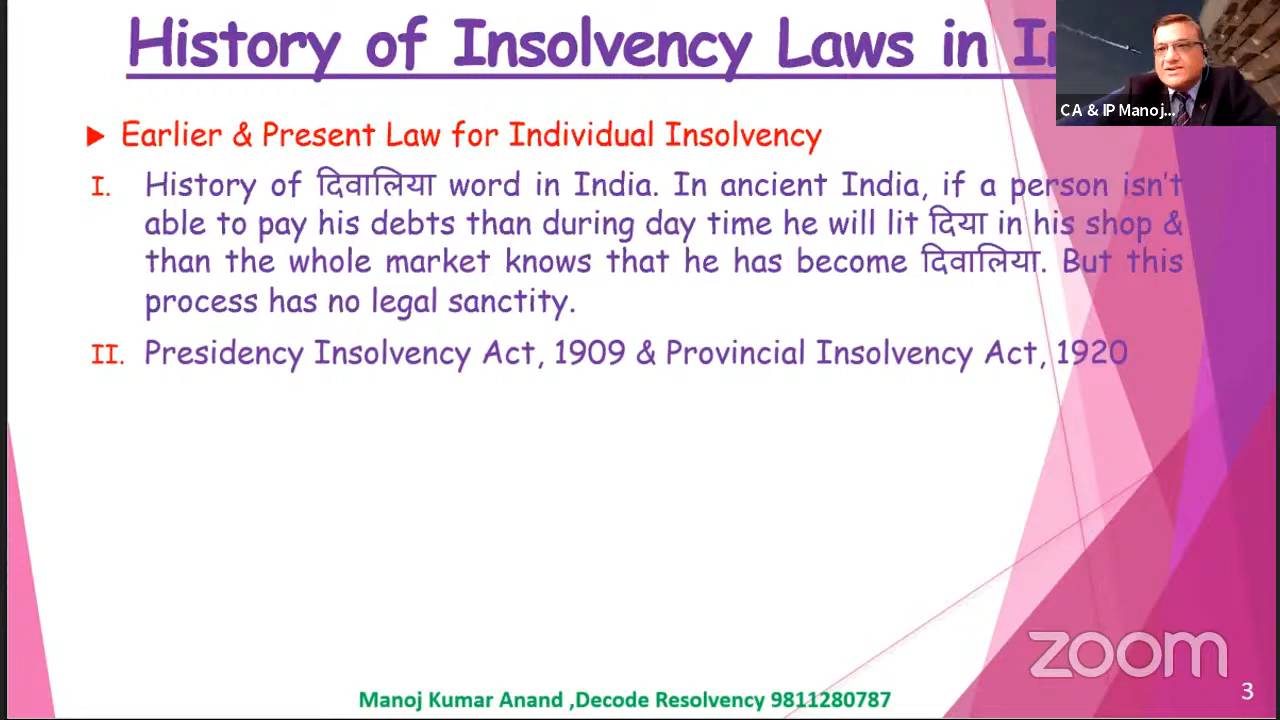 History of Insolvency Laws in I
CA & IP Manoj...
▶ Earlier & Present Law for Individual Insolvency
I. History of दिवालिया word in India. In ancient India, if a person isn't
able to pay his debts than during day time he will lit दिया in his shop &
than the whole market knows that he has become दिवालिया. But this
process has no legal sanctity.
II. Presidency Insolvency Act, 1909 & Provincial Insolvency Act, 1920
zoom
Manoj Kumar Anand ,Decode Resolvency 9811280787
3